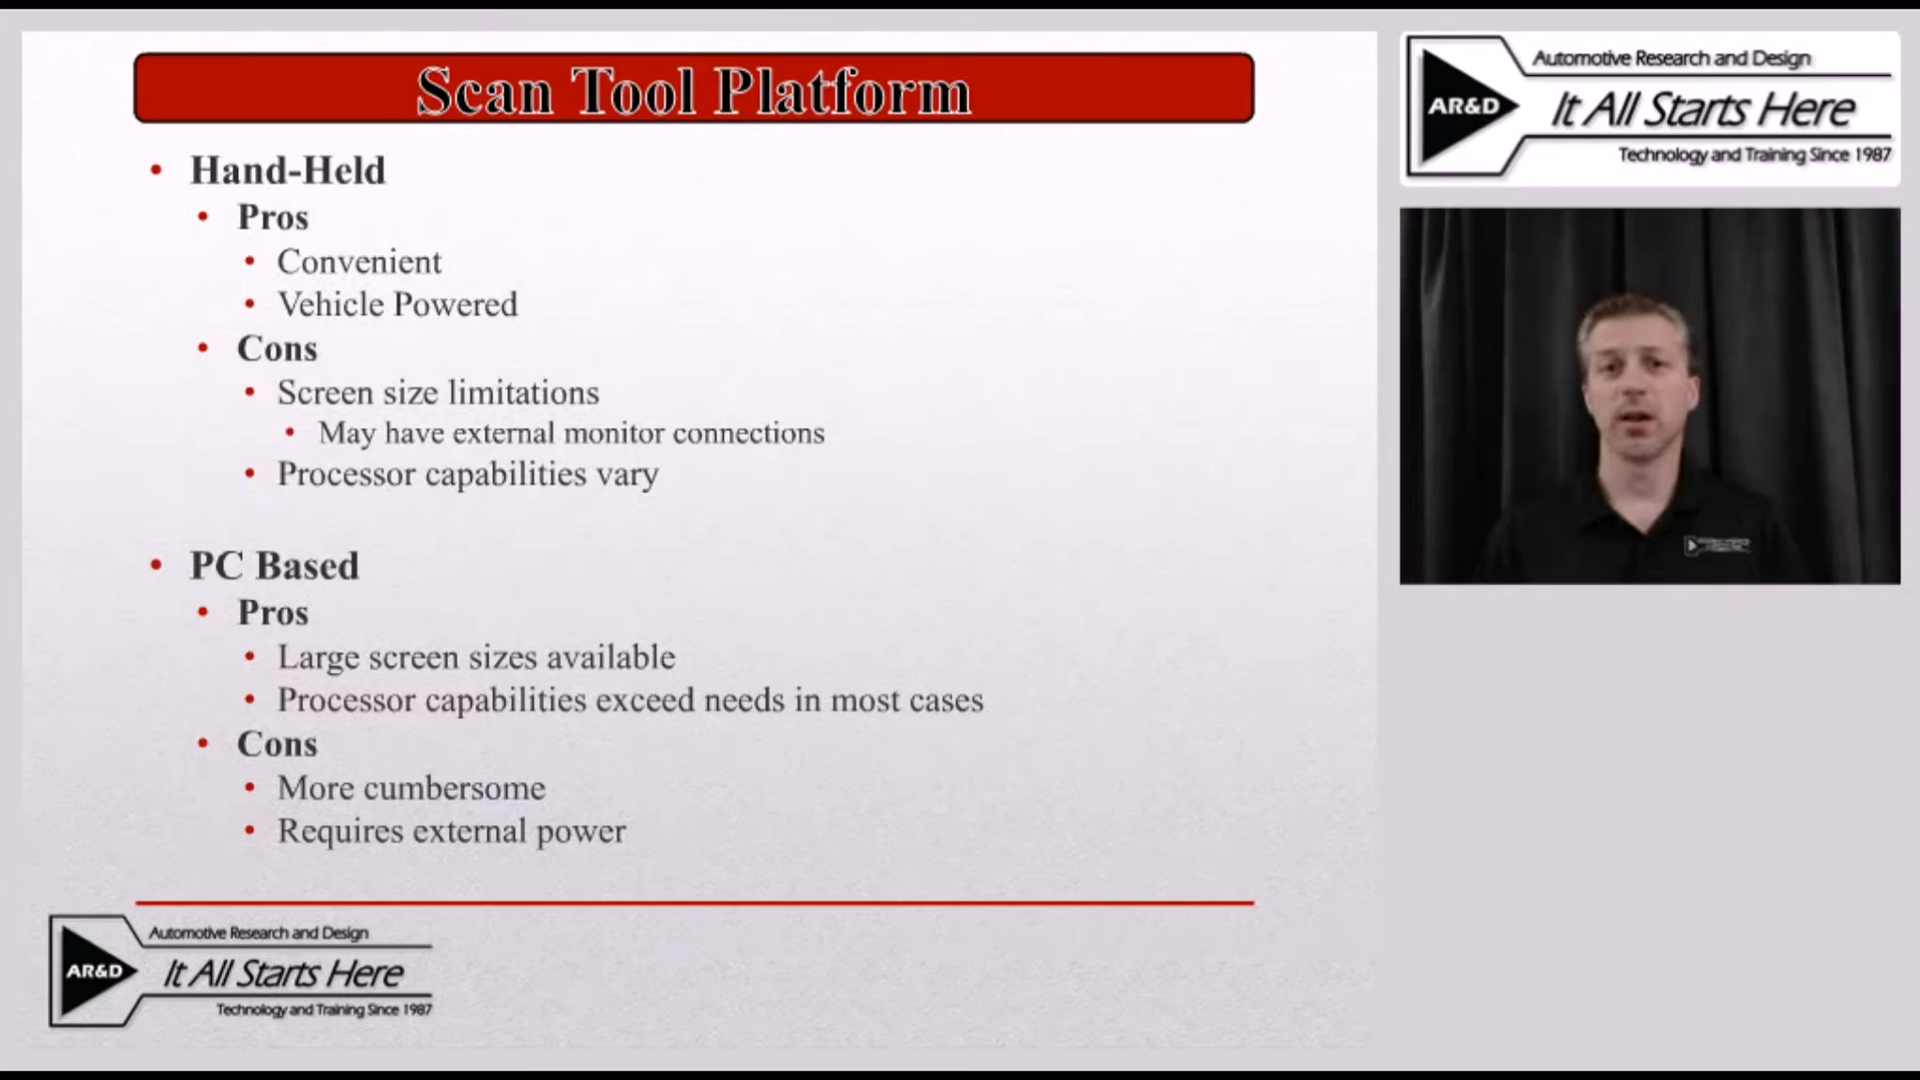 Scan Tool Platform
Hand-Held
Pros
Convenient
Vehicle Powered
Cons
Screen size limitations
May have external monitor connections
Processor capabilities vary
PC Based
Pros
Large screen sizes available
Processor capabilities exceed needs in most cases
Cons
More cumbersome
Requires external power
Automotive Research and Design
AR&D
It All Starts Here
Technology and Training Since 1987
Automotive Research and Design
AR&D
It All Starts Here
Technology and Training Since 1987